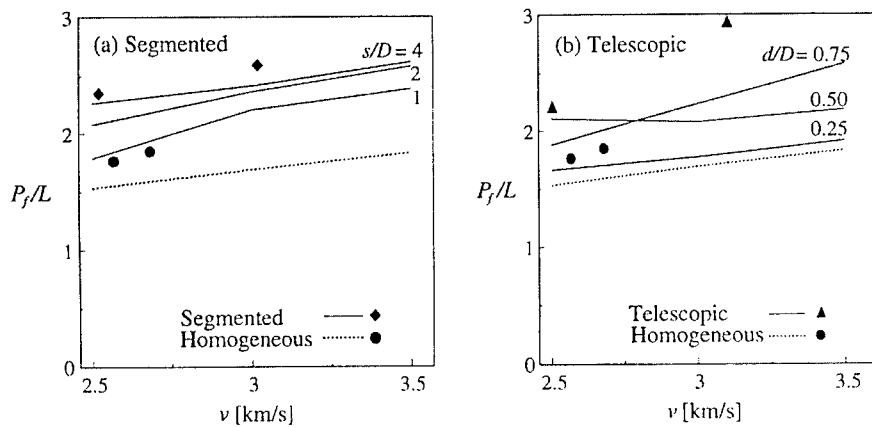 3
(a) Segmented
s/D = 4
2
1
2
P_f/L
1
Segmented
Homogeneous
0
2.5
3
3.5
ν [km/s]
3
(b) Telescopic
d/D = 0.75
0.50
0.25
2
P_f/L
1
Telescopic
Homogeneous
0
2.5
3
3.5
ν [km/s]